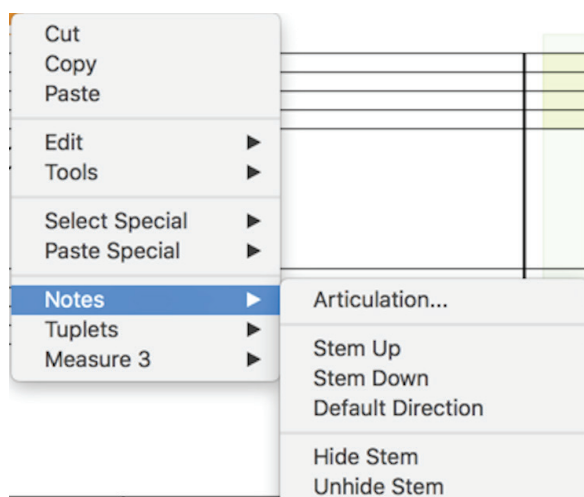 Cut
Copy
Paste
Edit
Tools
Select Special
Paste Special
Notes
Tuplets
Measure 3
Articulation...
Stem Up
Stem Down
Default Direction
Hide Stem
Unhide Stem